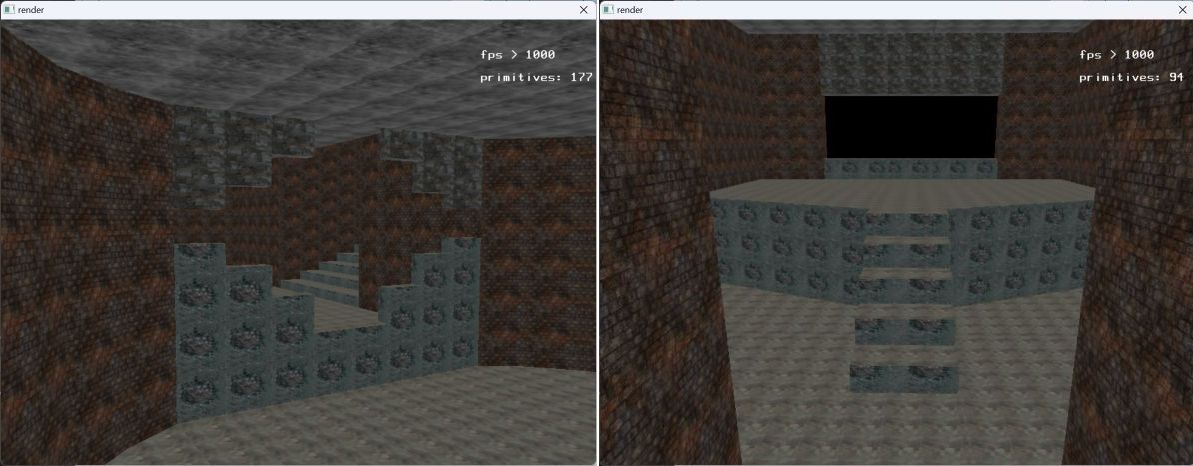 render
fps > 1000
primitives: 177
render
fps > 1000
primitives: 94